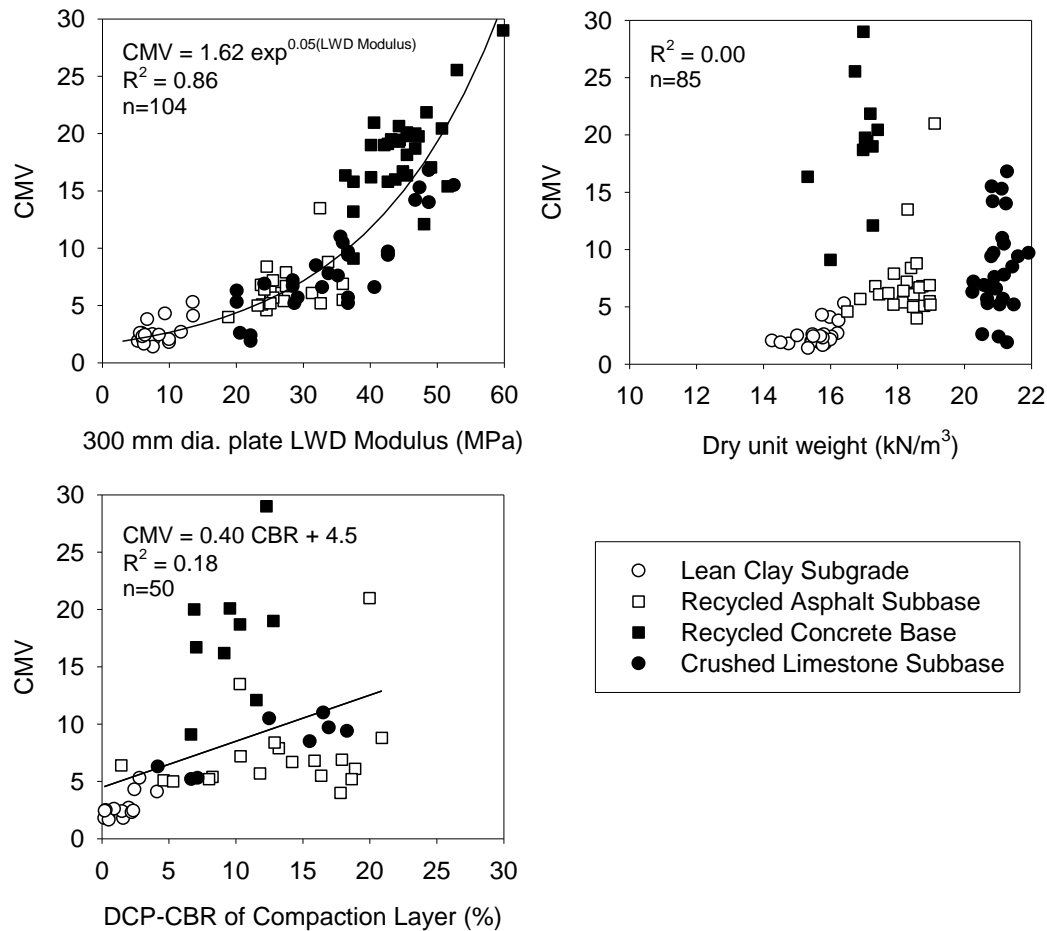 30
25
20
15
10
5
0
CMV
CMV = 1.62 exp^0.05(LWD Modulus)
R² = 0.86
n=104
0 10 20 30 40 50 60
300 mm dia. plate LWD Modulus (MPa)
30
25
20
15
10
5
0
CMV
R² = 0.00
n=85
10 12 14 16 18 20 22
Dry unit weight (kN/m³)
30
25
20
15
10
5
0
CMV
CMV = 0.40 CBR + 4.5
R² = 0.18
n=50
0 5 10 15 20 25 30
DCP-CBR of Compaction Layer (%)
Lean Clay Subgrade
Recycled Asphalt Subbase
Recycled Concrete Base
Crushed Limestone Subbase